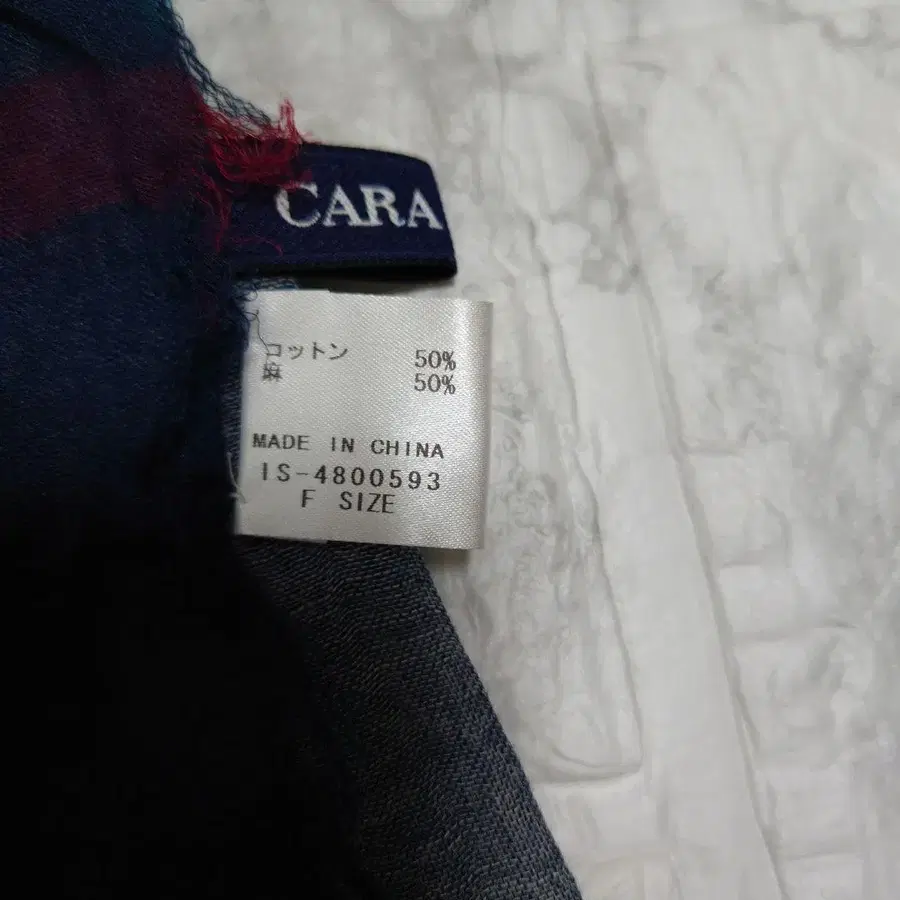 CARA
コットン 50%
麻 50%
MADE IN CHINA
IS-4800593
F SIZE